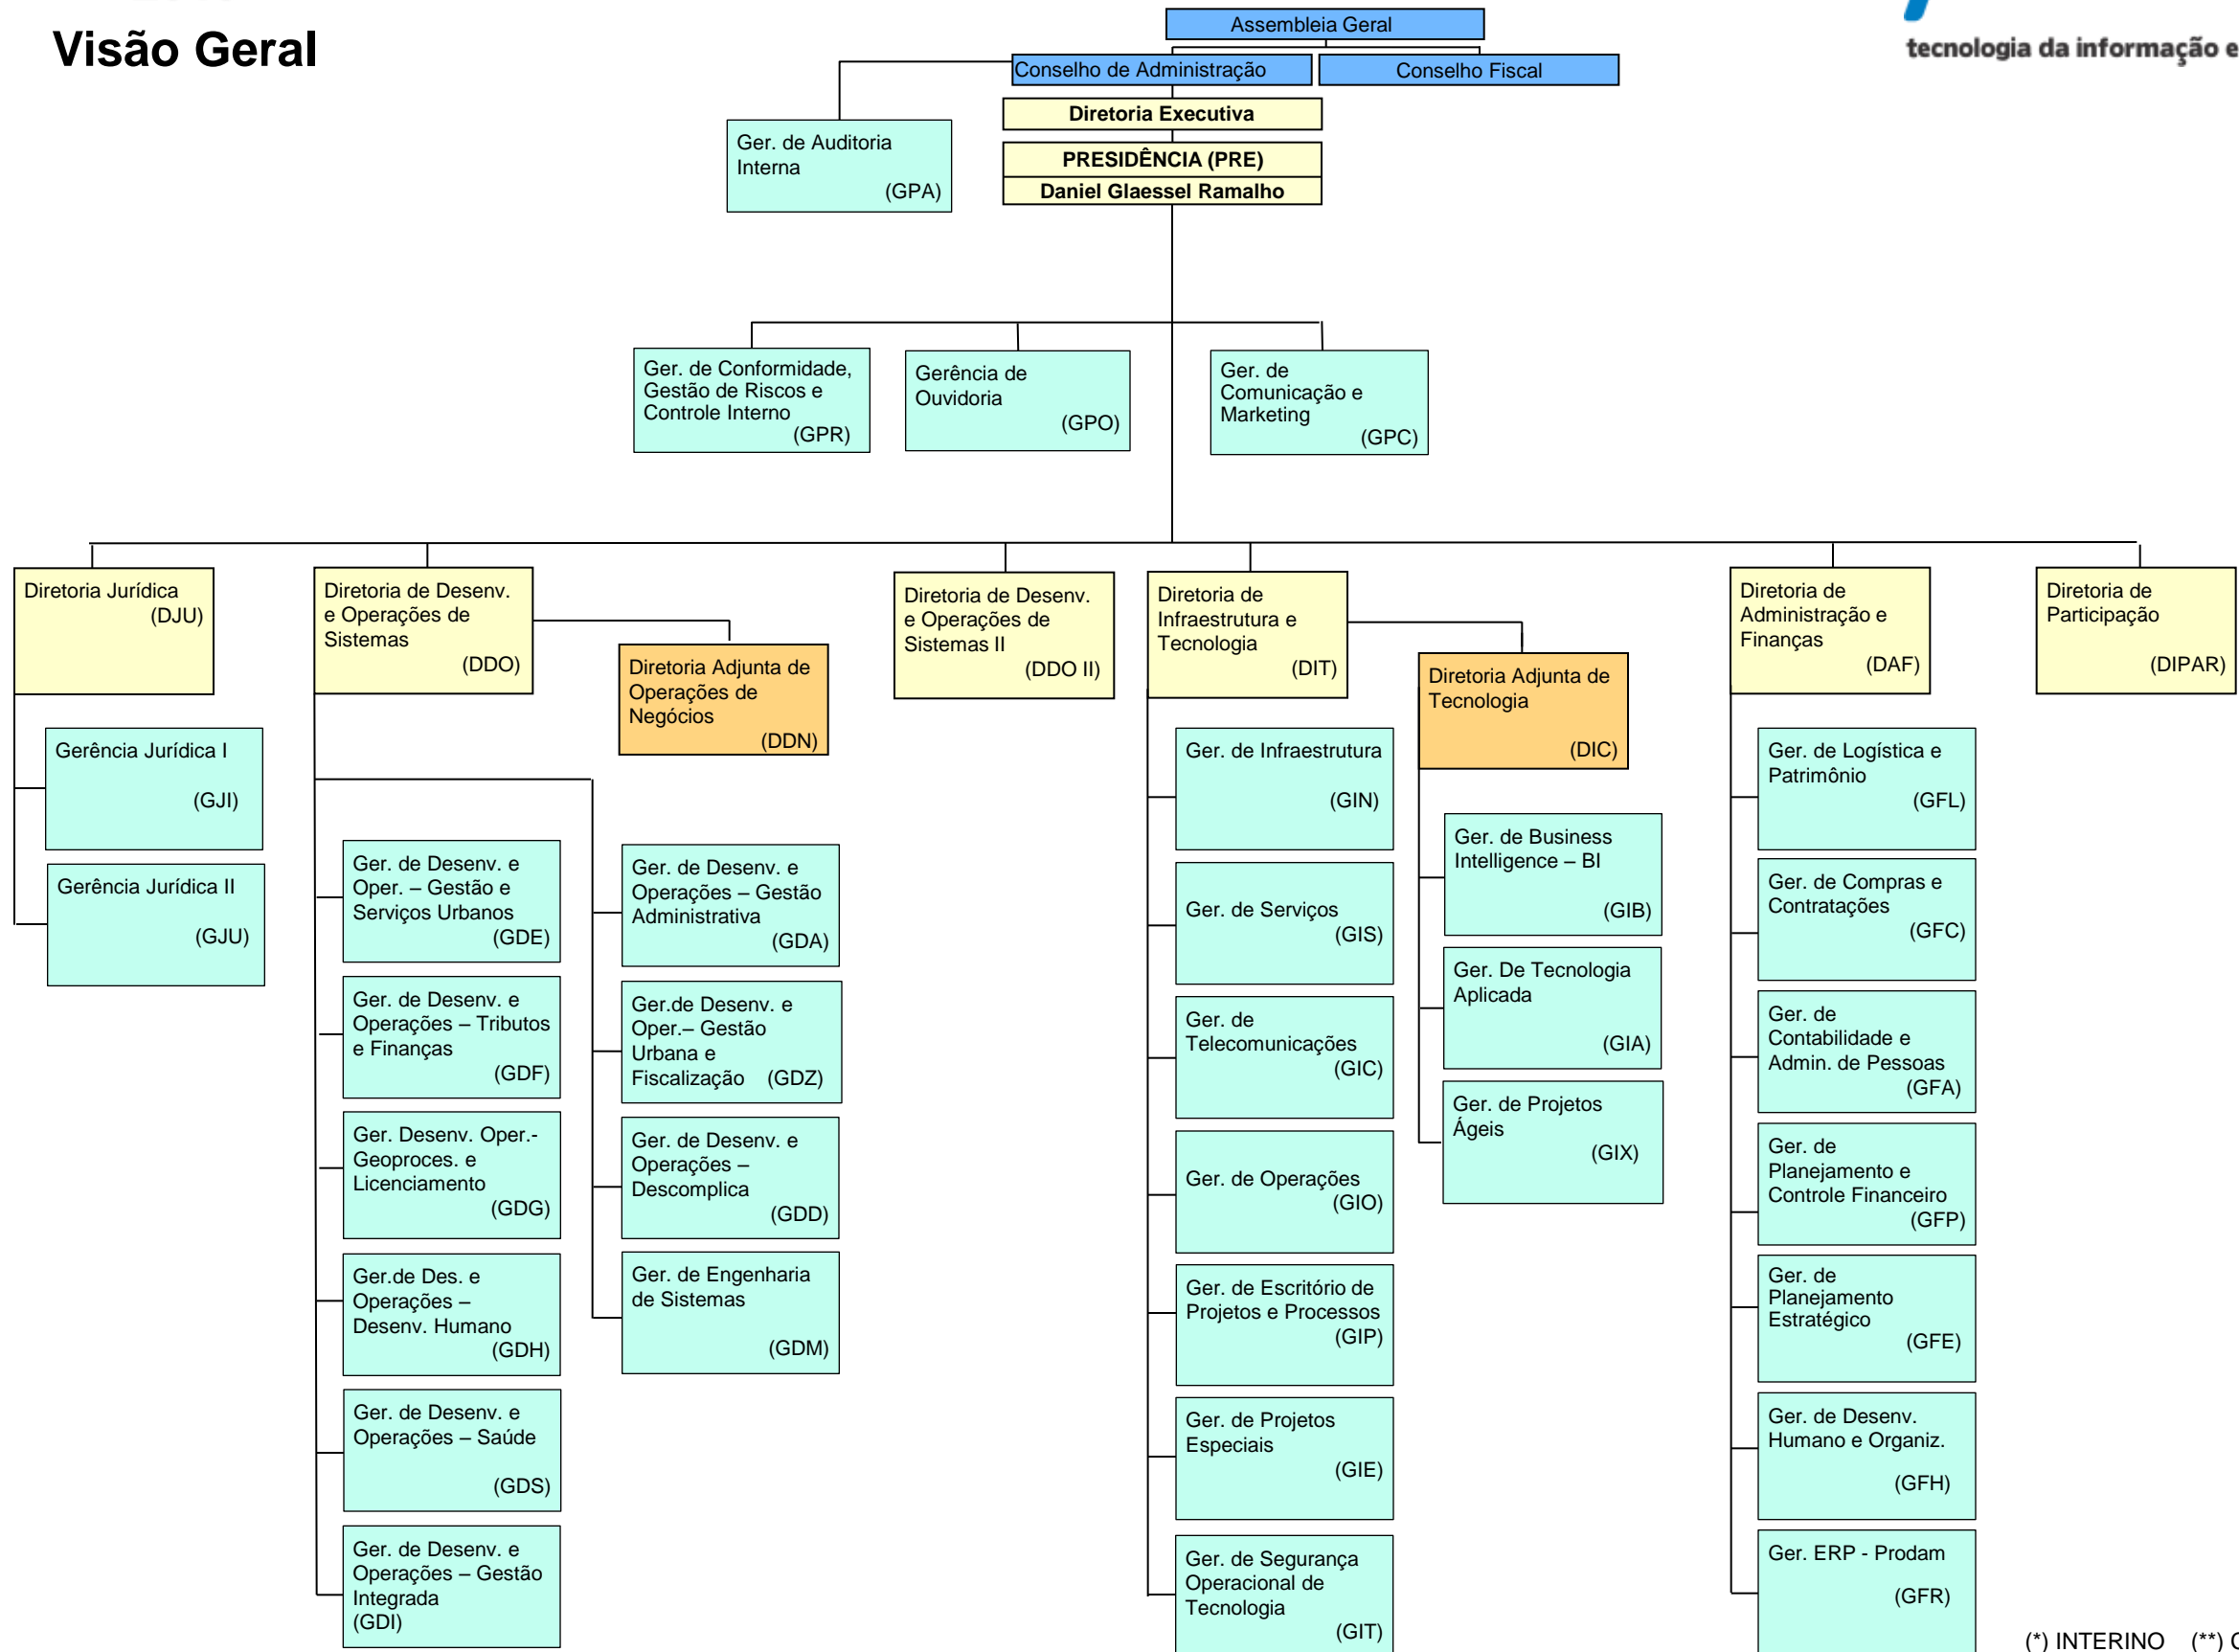 Visão Geral
tecnologia da informação e
Assembleia Geral
Conselho de Administração
Conselho Fiscal
Diretoria Executiva
PRESIDÊNCIA (PRE)
Daniel Glaessel Ramalho
Ger. de Auditoria
Interna
(GPA)
Ger. de Conformidade,
Gestão de Riscos e
Controle Interno
(GPR)
Gerência de
Ouvidoria
(GPO)
Ger. de
Comunicação e
Marketing
(GPC)
Diretoria Jurídica
(DJU)
Gerência Jurídica I
(GJI)
Gerência Jurídica II
(GJU)
Diretoria de Desenv.
e Operações de
Sistemas
(DDO)
Diretoria Adjunta de
Operações de
Negócios
(DDN)
Ger. de Desenv. e
Oper. – Gestão e
Serviços Urbanos
(GDE)
Ger. de Desenv. e
Operações – Tributos
e Finanças
(GDF)
Ger. Desenv. Oper.-
Geoproces. e
Licenciamento
(GDG)
Ger.de Des. e
Operações –
Desenv. Humano
(GDH)
Ger. de Desenv. e
Operações – Saúde
(GDS)
Ger. de Desenv. e
Operações – Gestão
Integrada
(GDI)
Ger. de Desenv. e
Operações – Gestão
Administrativa
(GDA)
Ger.de Desenv. e
Oper.– Gestão
Urbana e
Fiscalização (GDZ)
Ger. de Desenv. e
Operações –
Descomplica
(GDD)
Ger. de Engenharia
de Sistemas
(GDM)
Diretoria de Desenv.
e Operações de
Sistemas II
(DDO II)
Diretoria de
Infraestrutura e
Tecnologia
(DIT)
Ger. de Infraestrutura
(GIN)
Ger. de Serviços
(GIS)
Ger. de
Telecomunicações
(GIC)
Ger. de Operações
(GIO)
Ger. de Escritório de
Projetos e Processos
(GIP)
Ger. de Projetos
Especiais
(GIE)
Ger. de Segurança
Operacional de
Tecnologia
(GIT)
Diretoria Adjunta de
Tecnologia
(DIC)
Ger. de Business
Intelligence – BI
(GIB)
Ger. De Tecnologia
Aplicada
(GIA)
Ger. de Projetos
Ágeis
(GIX)
Diretoria de
Administração e
Finanças
(DAF)
Ger. de Logística e
Patrimônio
(GFL)
Ger. de Compras e
Contratações
(GFC)
Ger. de
Contabilidade e
Admin. de Pessoas
(GFA)
Ger. de
Planejamento e
Controle Financeiro
(GFP)
Ger. de
Planejamento
Estratégico
(GFE)
Ger. de Desenv.
Humano e Organiz.
(GFH)
Ger. ERP - Prodam
(GFR)
Diretoria de
Participação
(DIPAR)
(*) INTERINO (**)